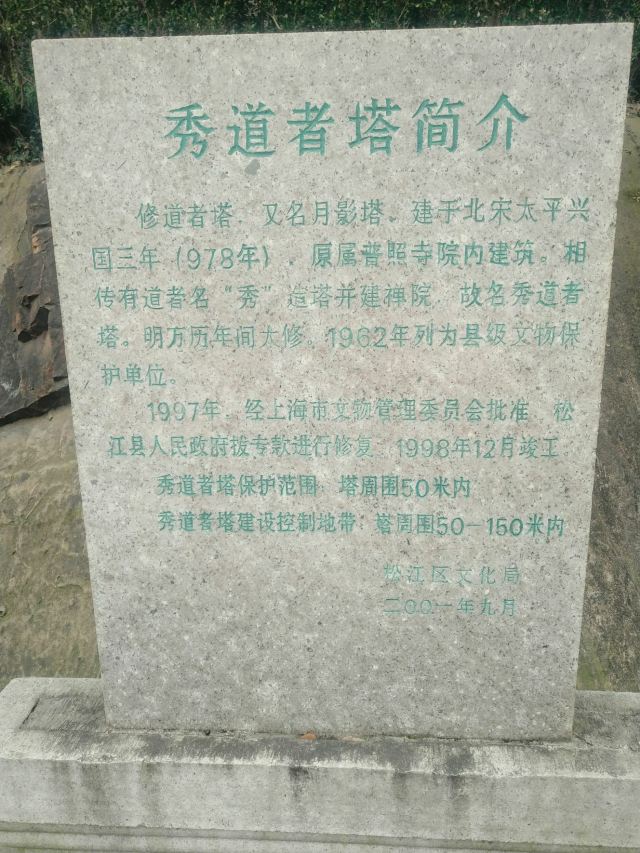 秀道者塔简介
修道者塔，又名月影塔。建于北宋太平兴
国三年（978年），原属普照寺院内建筑。相
传有道者名“秀”造塔并建禅院，故名秀道者
塔。明万历年间大修。1962年列为县级文物保
护单位。
1997年，经上海市文物管理委员会批准，松
江县人民政府拨专款进行修复，1998年12月竣工
秀道者塔保护范围：塔周围50米内
秀道者塔建设控制地带：塔周围50－150米内
松江区文化局
二〇〇一年九月